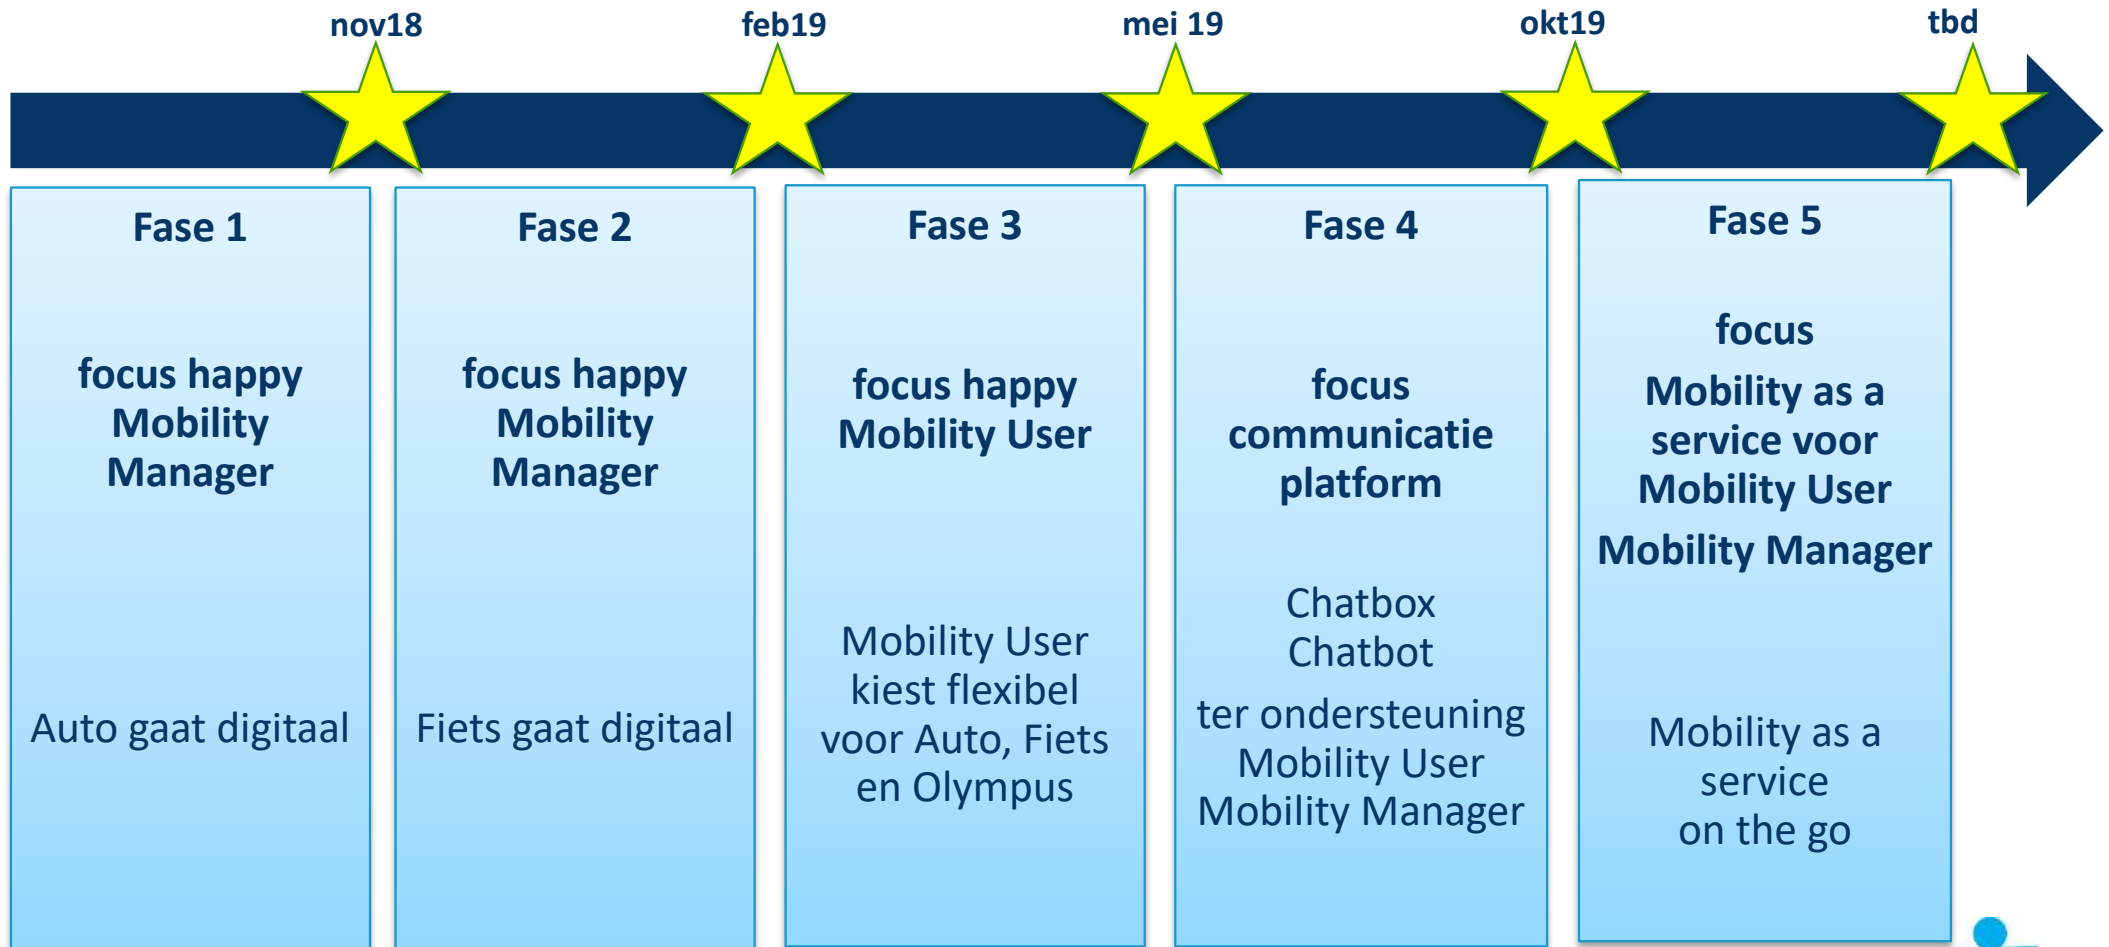 nov18
feb19
mei 19
okt19
tbd
Fase 1
focus happy
Mobility
Manager
Auto gaat digitaal
Fase 2
focus happy
Mobility
Manager
Fiets gaat digitaal
Fase 3
focus happy
Mobility User
Mobility User
kiest flexibel
voor Auto, Fiets
en Olympus
Fase 4
focus
communicatie
platform
Chatbox
Chatbot
ter ondersteuning
Mobility User
Mobility Manager
Fase 5
focus
Mobility as a
service voor
Mobility User
Mobility Manager
Mobility as a
service
on the go